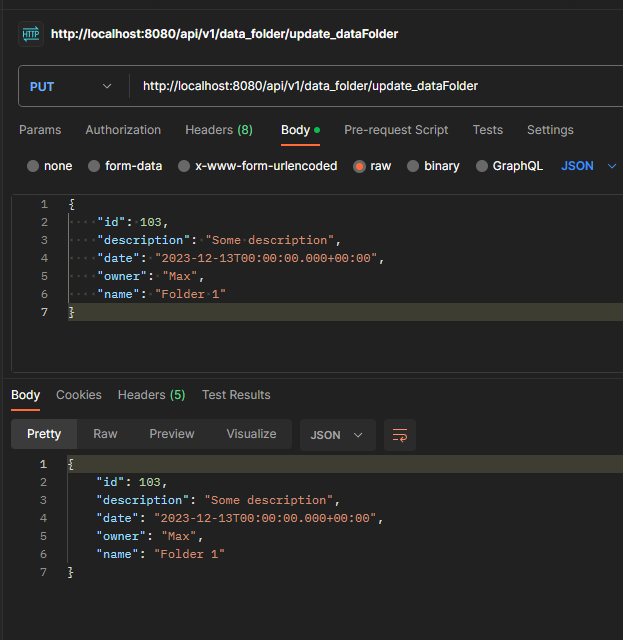 HTTP http://localhost:8080/api/v1/data_folder/update_dataFolder
PUT http://localhost:8080/api/v1/data_folder/update_dataFolder
Params Authorization Headers (8) Body Pre-request Script Tests Settings
none form-data x-www-form-urlencoded raw binary GraphQL JSON
1 {
2 "id": 103,
3 "description": "Some description",
4 "date": "2023-12-13T00:00:00.000+00:00",
5 "owner": "Max",
6 "name": "Folder 1"
7 }
Body Cookies Headers (5) Test Results
Pretty Raw Preview Visualize JSON
1 {
2 "id": 103,
3 "description": "Some description",
4 "date": "2023-12-13T00:00:00.000+00:00",
5 "owner": "Max",
6 "name": "Folder 1"
7 }